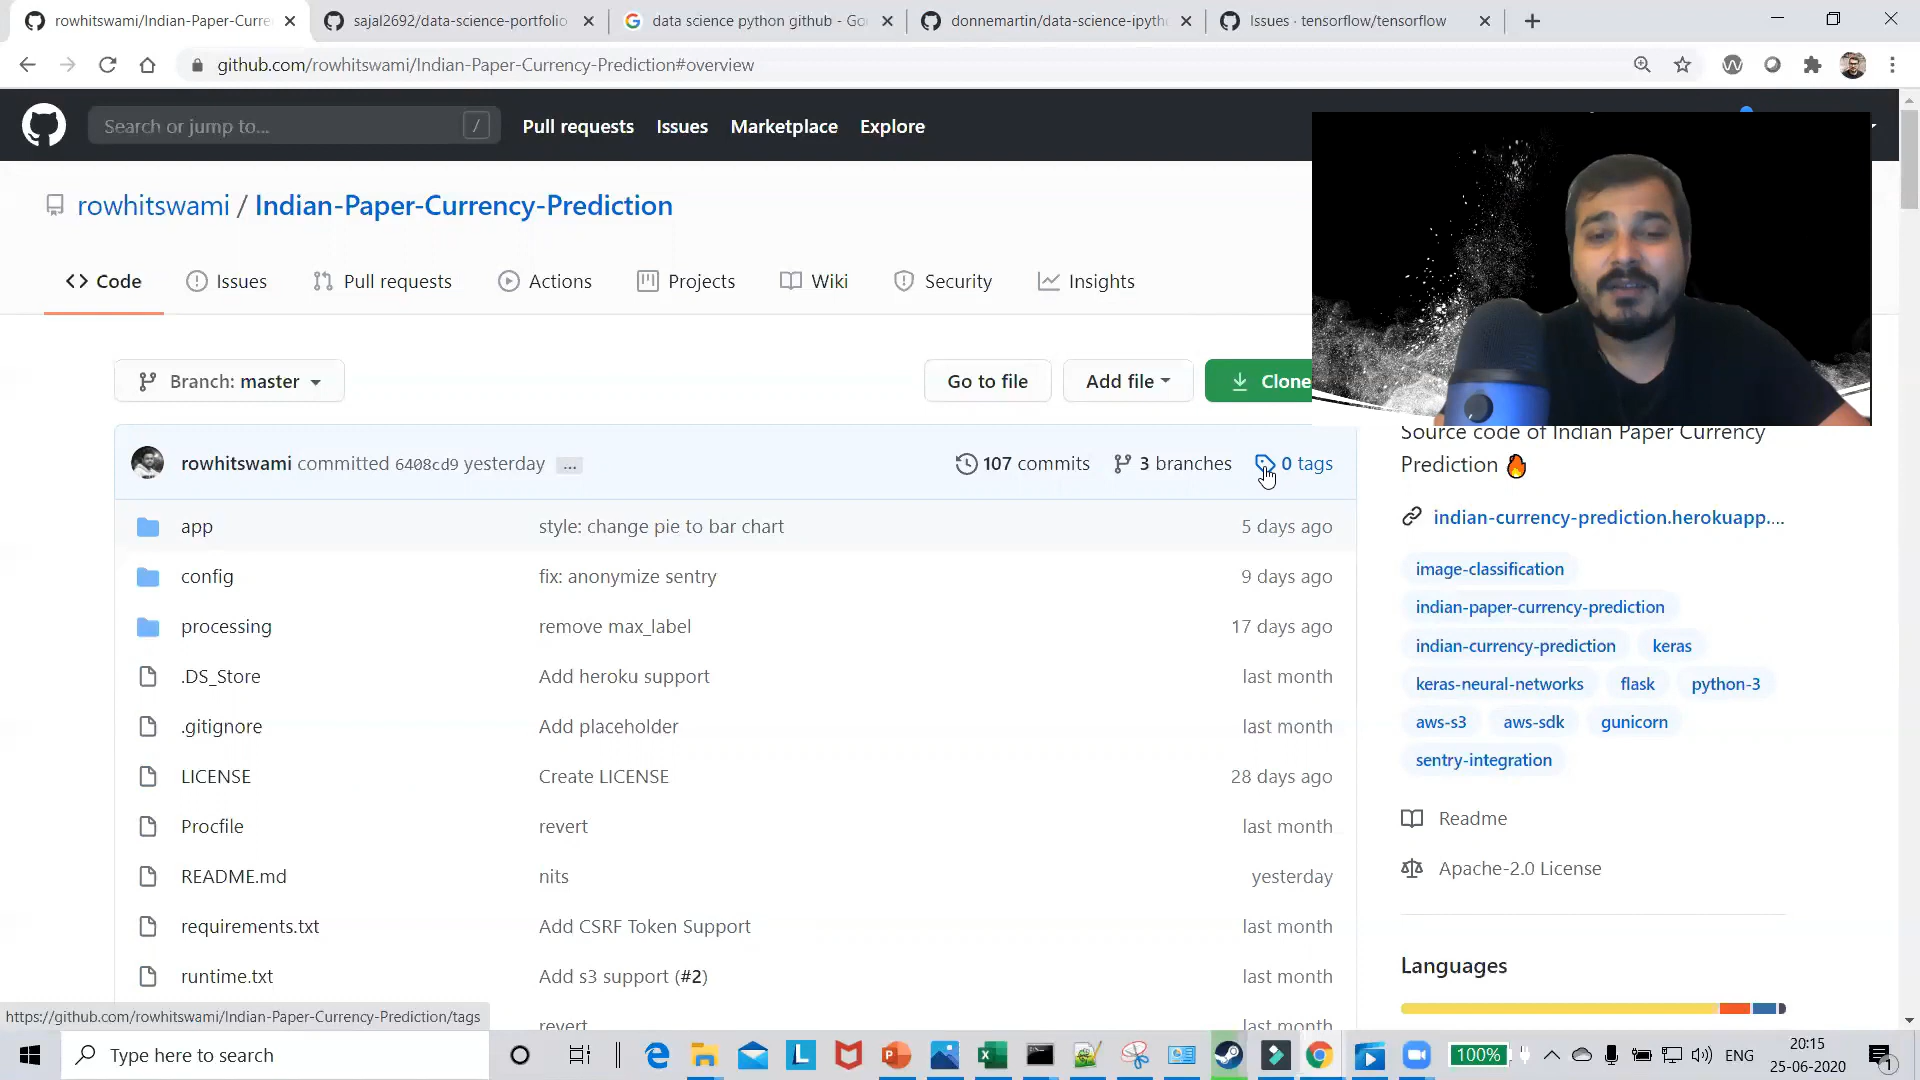 rowhitswami/Indian-Paper-Curre
sajal2692/data-science-portfolio
data science python github - Go
donnemartin/data-science-ipyth
Issues · tensorflow/tensorflow
github.com/rowhitswami/Indian-Paper-Currency-Prediction#overview
Search or jump to...
/
Pull requests
Issues
Marketplace
Explore
rowhitswami / Indian-Paper-Currency-Prediction
Code
Issues
Pull requests
Actions
Projects
Wiki
Security
Insights
Branch: master
Go to file
Add file
Clone
Source code of Indian Paper Currency
Prediction
rowhitswami committed 6408cd9 yesterday ...
107 commits
3 branches
0 tags
indian-currency-prediction.herokuapp....
app style: change pie to bar chart 5 days ago
config fix: anonymize sentry 9 days ago
processing remove max_label 17 days ago
.DS_Store Add heroku support last month
.gitignore Add placeholder last month
LICENSE Create LICENSE 28 days ago
Procfile revert last month
README.md nits yesterday
requirements.txt Add CSRF Token Support last month
runtime.txt Add s3 support (#2) last month
revert last month
image-classification
indian-paper-currency-prediction
indian-currency-prediction keras
keras-neural-networks flask python-3
aws-s3 aws-sdk gunicorn
sentry-integration
Readme
Apache-2.0 License
Languages
https://github.com/rowhitswami/Indian-Paper-Currency-Prediction/tags
Type here to search
100%
ENG
20:15
25-06-2020
1